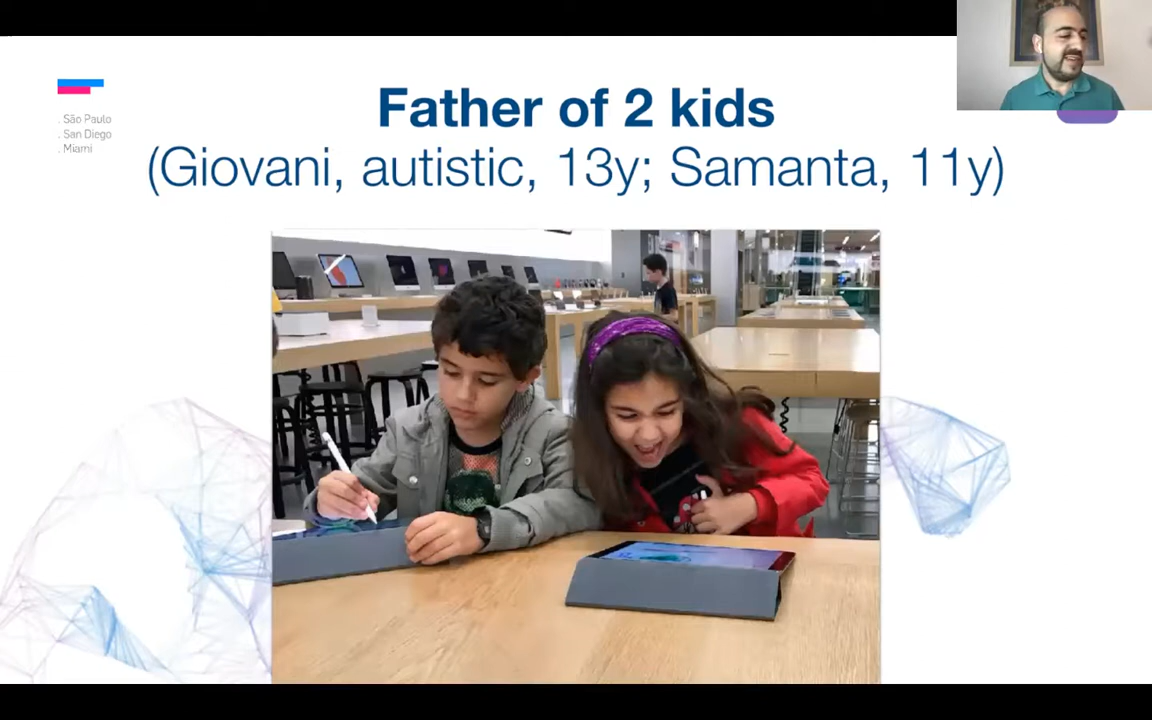 . São Paulo
. San Diego
. Miami
Father of 2 kids
(Giovani, autistic, 13y; Samanta, 11y)